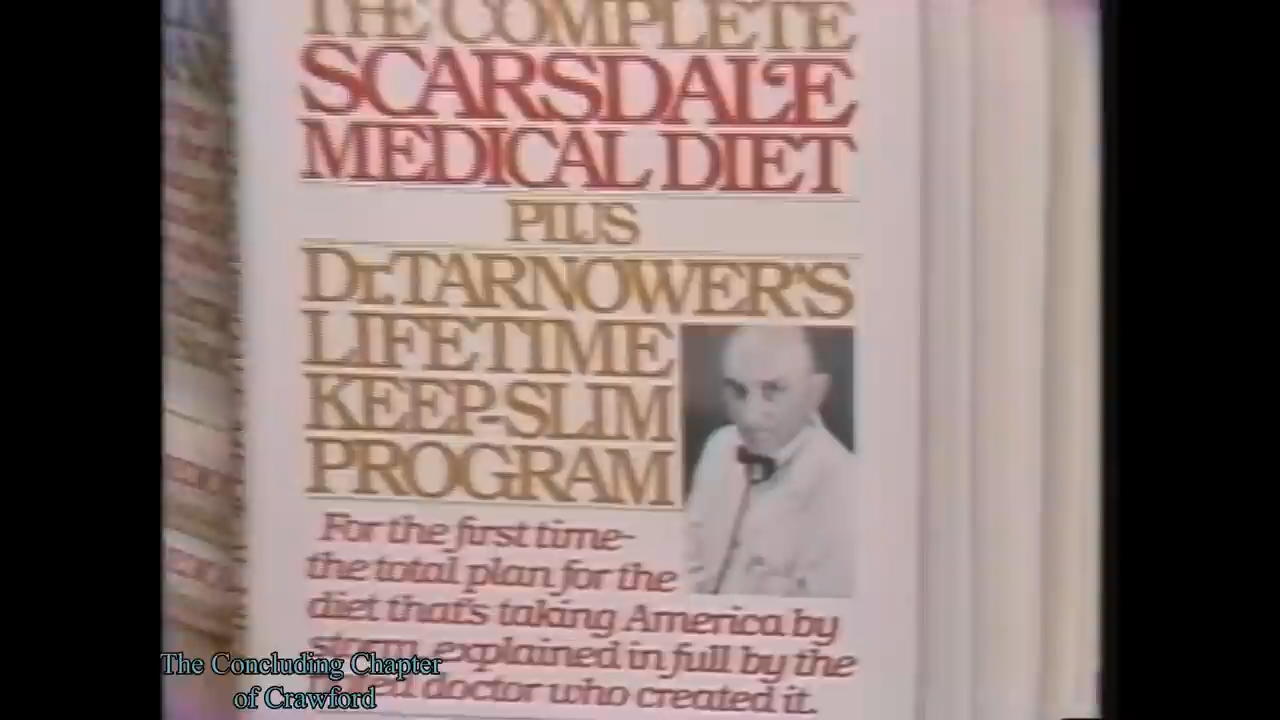 THE COMPLETE
SCARSDALE
MEDICAL DIET
PLUS
Dr. TARNOWER'S
LIFETIME
KEEP-SLIM
PROGRAM
For the first time-
the total plan for the
diet that's taking America by
storm, explained in full by the
doctor who created it.
The Concluding Chapter
of Crawford